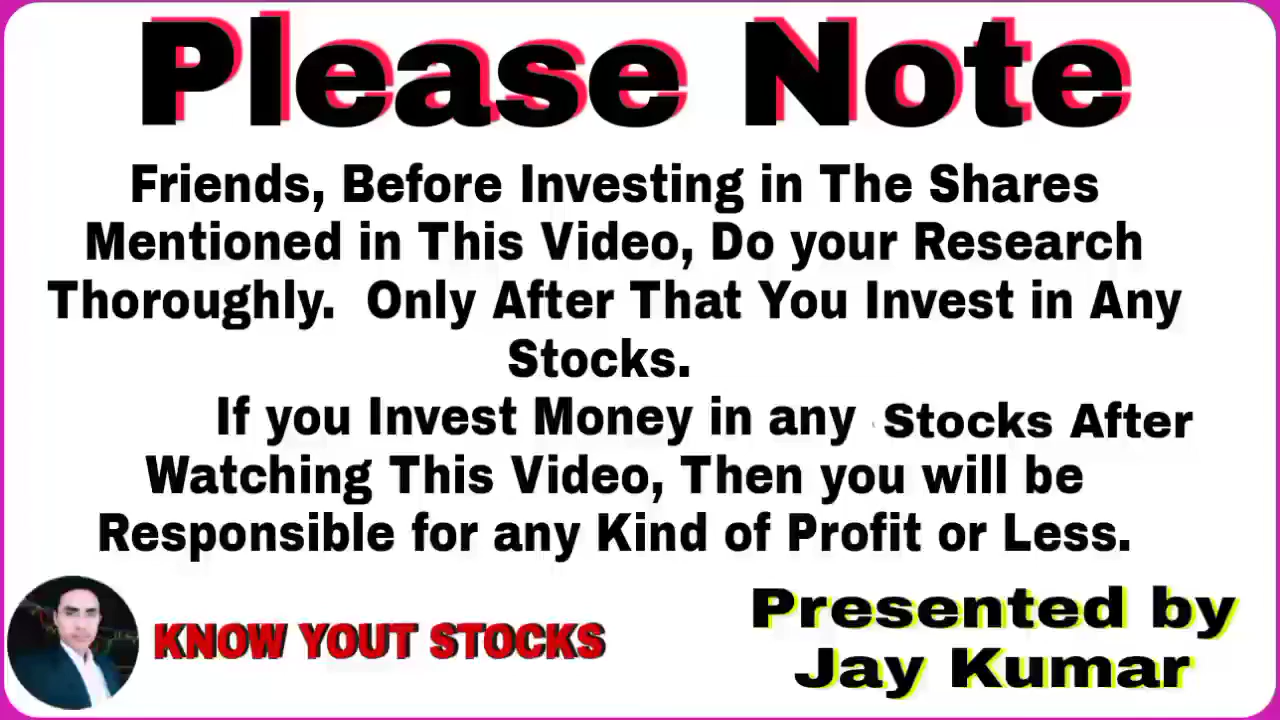 Please Note
Friends, Before Investing in The Shares
Mentioned in This Video, Do your Research
Thoroughly. Only After That You Invest in Any
Stocks.
If you Invest Money in any Stocks After
Watching This Video, Then you will be
Responsible for any Kind of Profit or Less.
KNOW YOUT STOCKS
Presented by
Jay Kumar